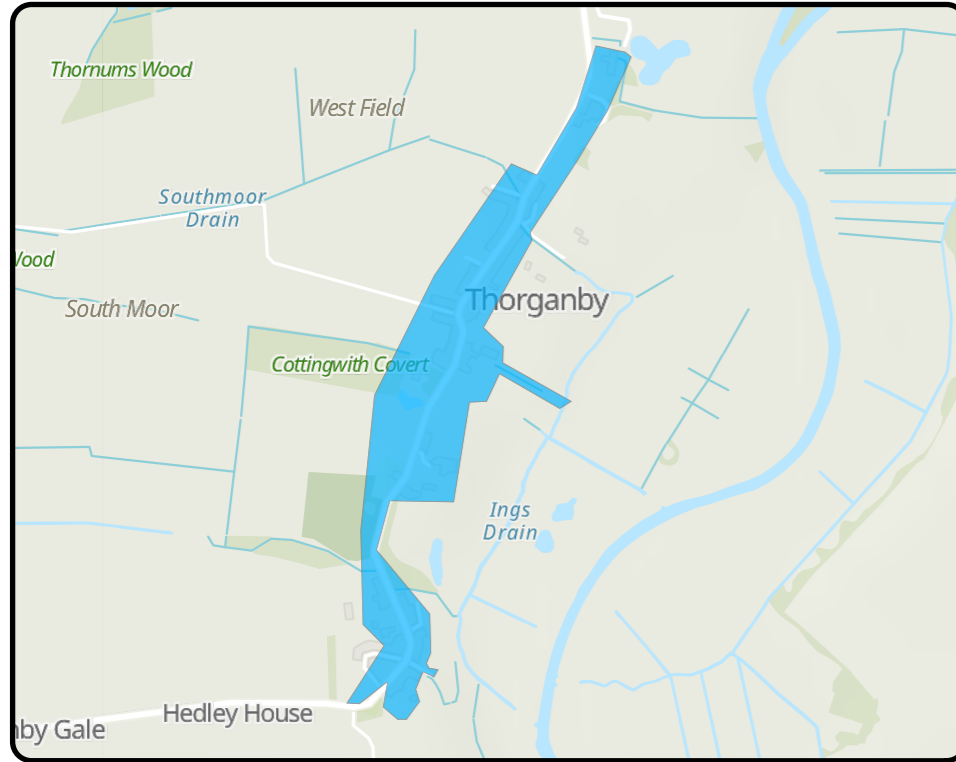 Thornums Wood
West Field
Southmoor
Drain
Wood
South Moor
Thorganby
Cottingwith Covert
Ings
Drain
Hedley House
nby Gale